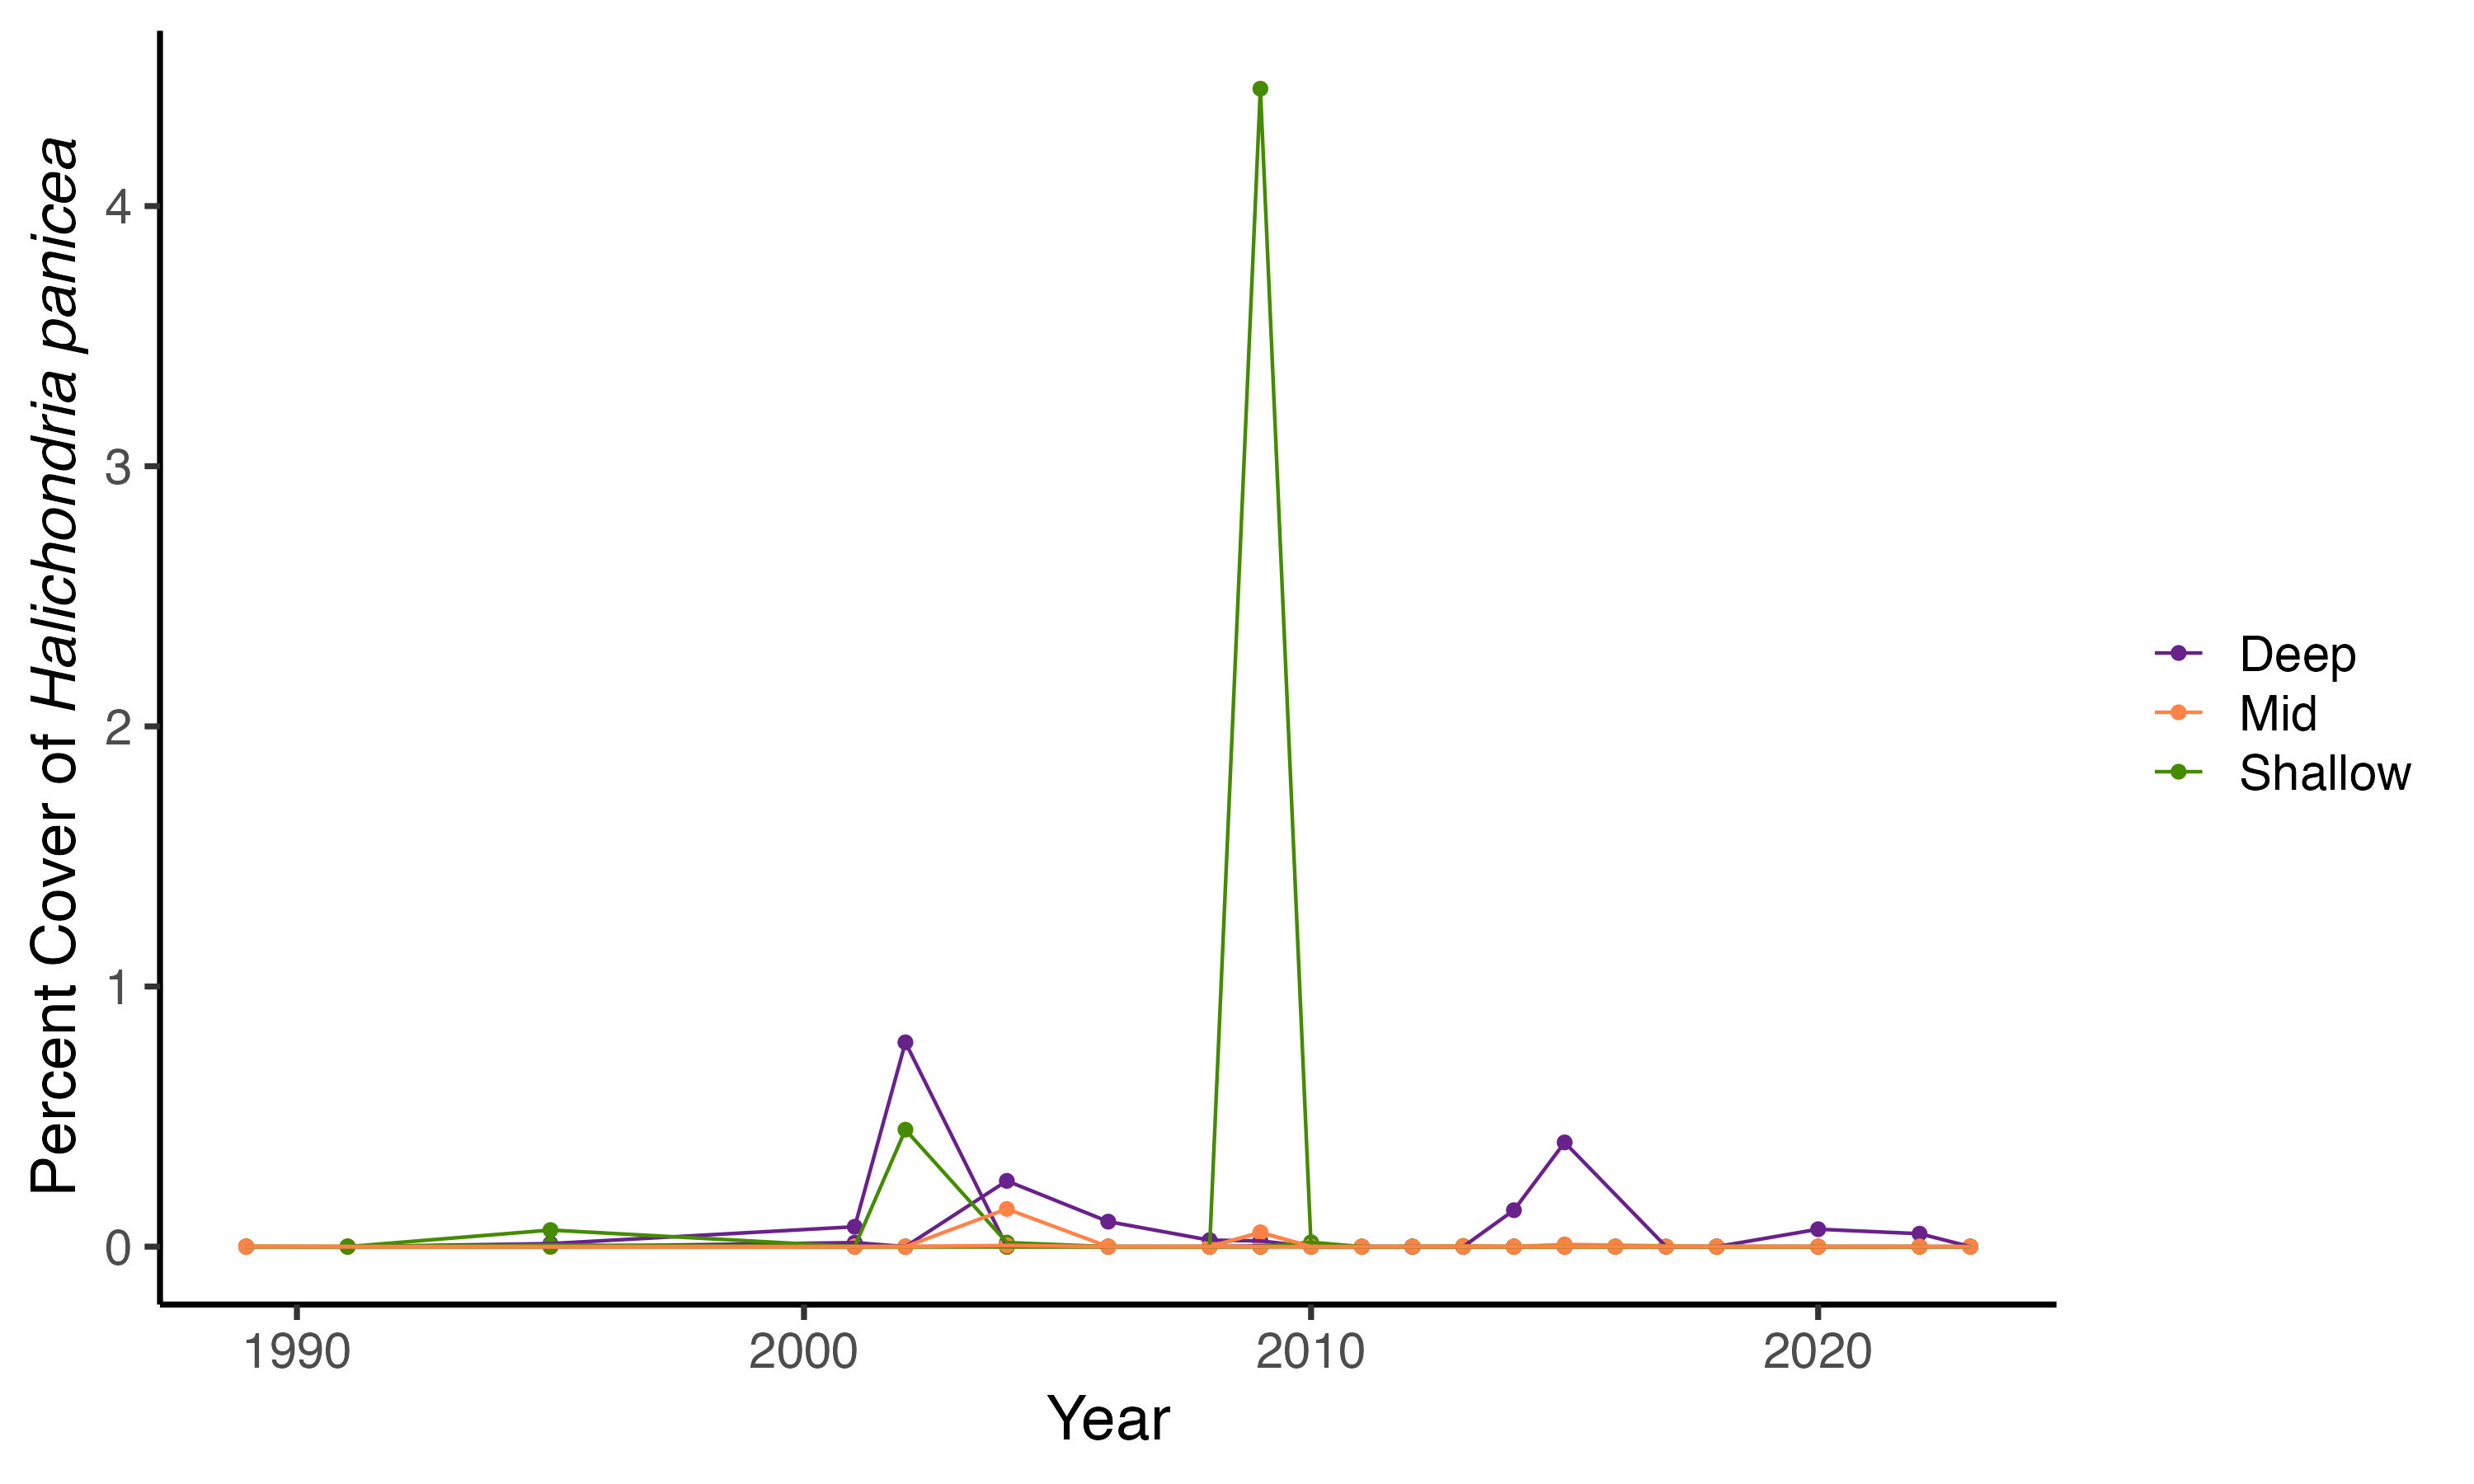 Percent Cover of Halichondria panicea
4
3
2
1
0
1990 2000 2010 2020
Year
Deep
Mid
Shallow